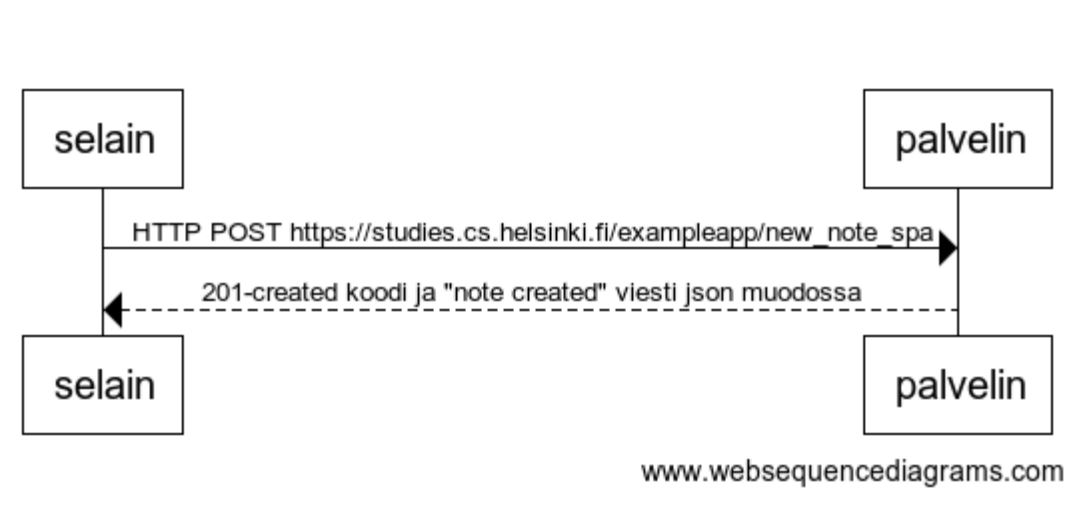 selain
palvelin
HTTP POST https://studies.cs.helsinki.fi/exampleapp/new_note_spa
201-created koodi ja "note created" viesti json muodossa
selain
palvelin
www.websequencediagrams.com